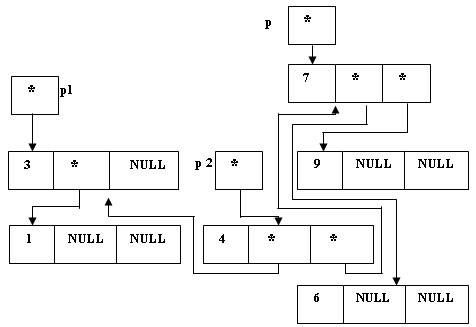 p *
7 * *
* p1
3 * NULL
p 2 *
9 NULL NULL
1 NULL NULL
4 * *
6 NULL NULL